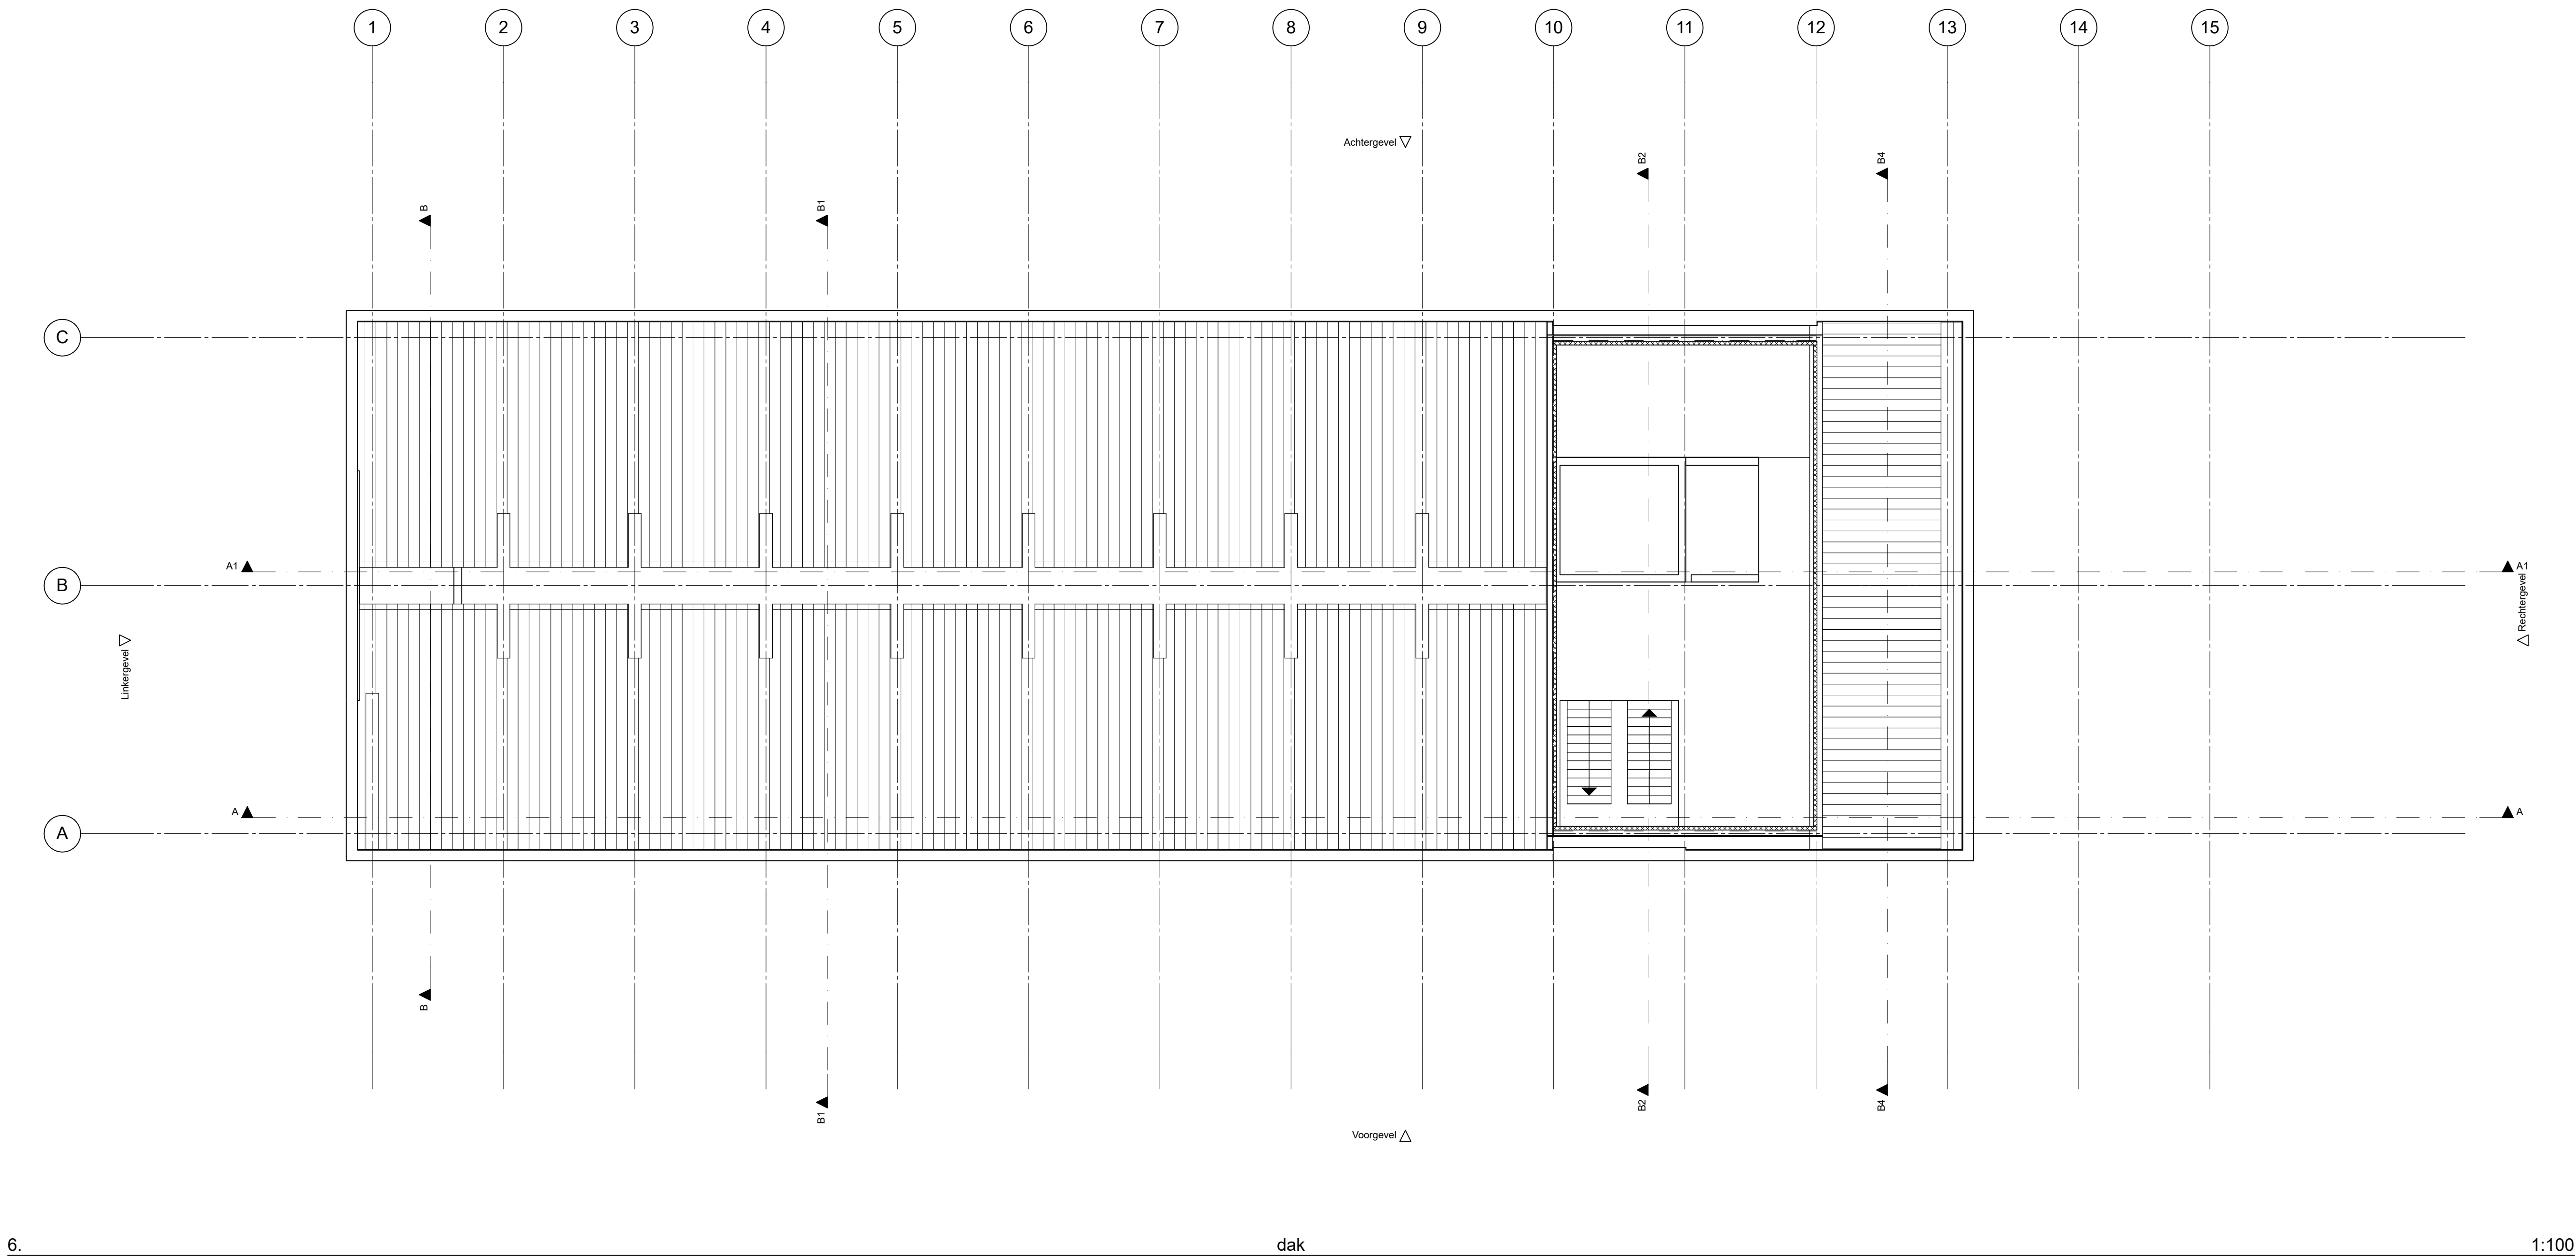 1 2 3 4 5 6 7 8 9 10 11 12 13 14 15
Achtergevel
B2 B4
B B1
C
A1 A1
B
Rechtergevel
Linkergevel
A A
A
B
B1 B2 B4
Voorgevel
6. dak 1:100